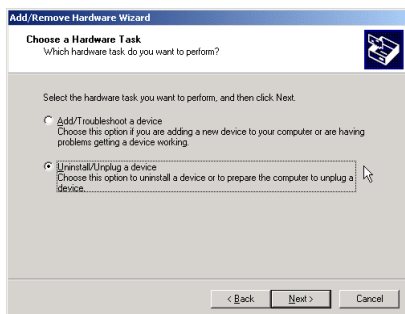 Add/Remove Hardware Wizard
Choose a Hardware Task
Which hardware task do you want to perform?
Select the hardware task you want to perform, and then click Next.
Add/Troubleshoot a device
Choose this option if you are adding a new device to your computer or are having
problems getting a device working.
Uninstall/Unplug a device
Choose this option to uninstall a device or to prepare the computer to unplug a
device.
< Back Next > Cancel